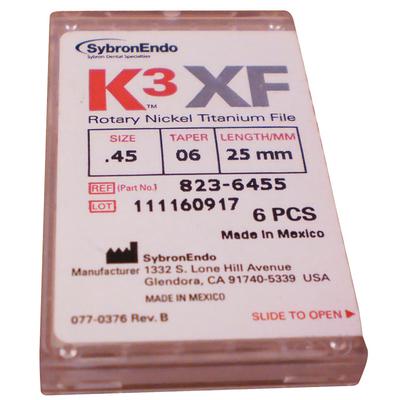 SybronEndo
Sybron Dental Specialties
K3™ XF
Rotary Nickel Titanium File
SIZE TAPER LENGTH/MM
.45 06 25 mm
REF (Part No.) 823-6455
LOT 111160917
6 PCS
Made in Mexico
SybronEndo
Manufacturer 1332 S. Lone Hill Avenue
Glendora, CA 91740-5339 USA
MADE IN MEXICO
077-0376 Rev. B
SLIDE TO OPEN ▶